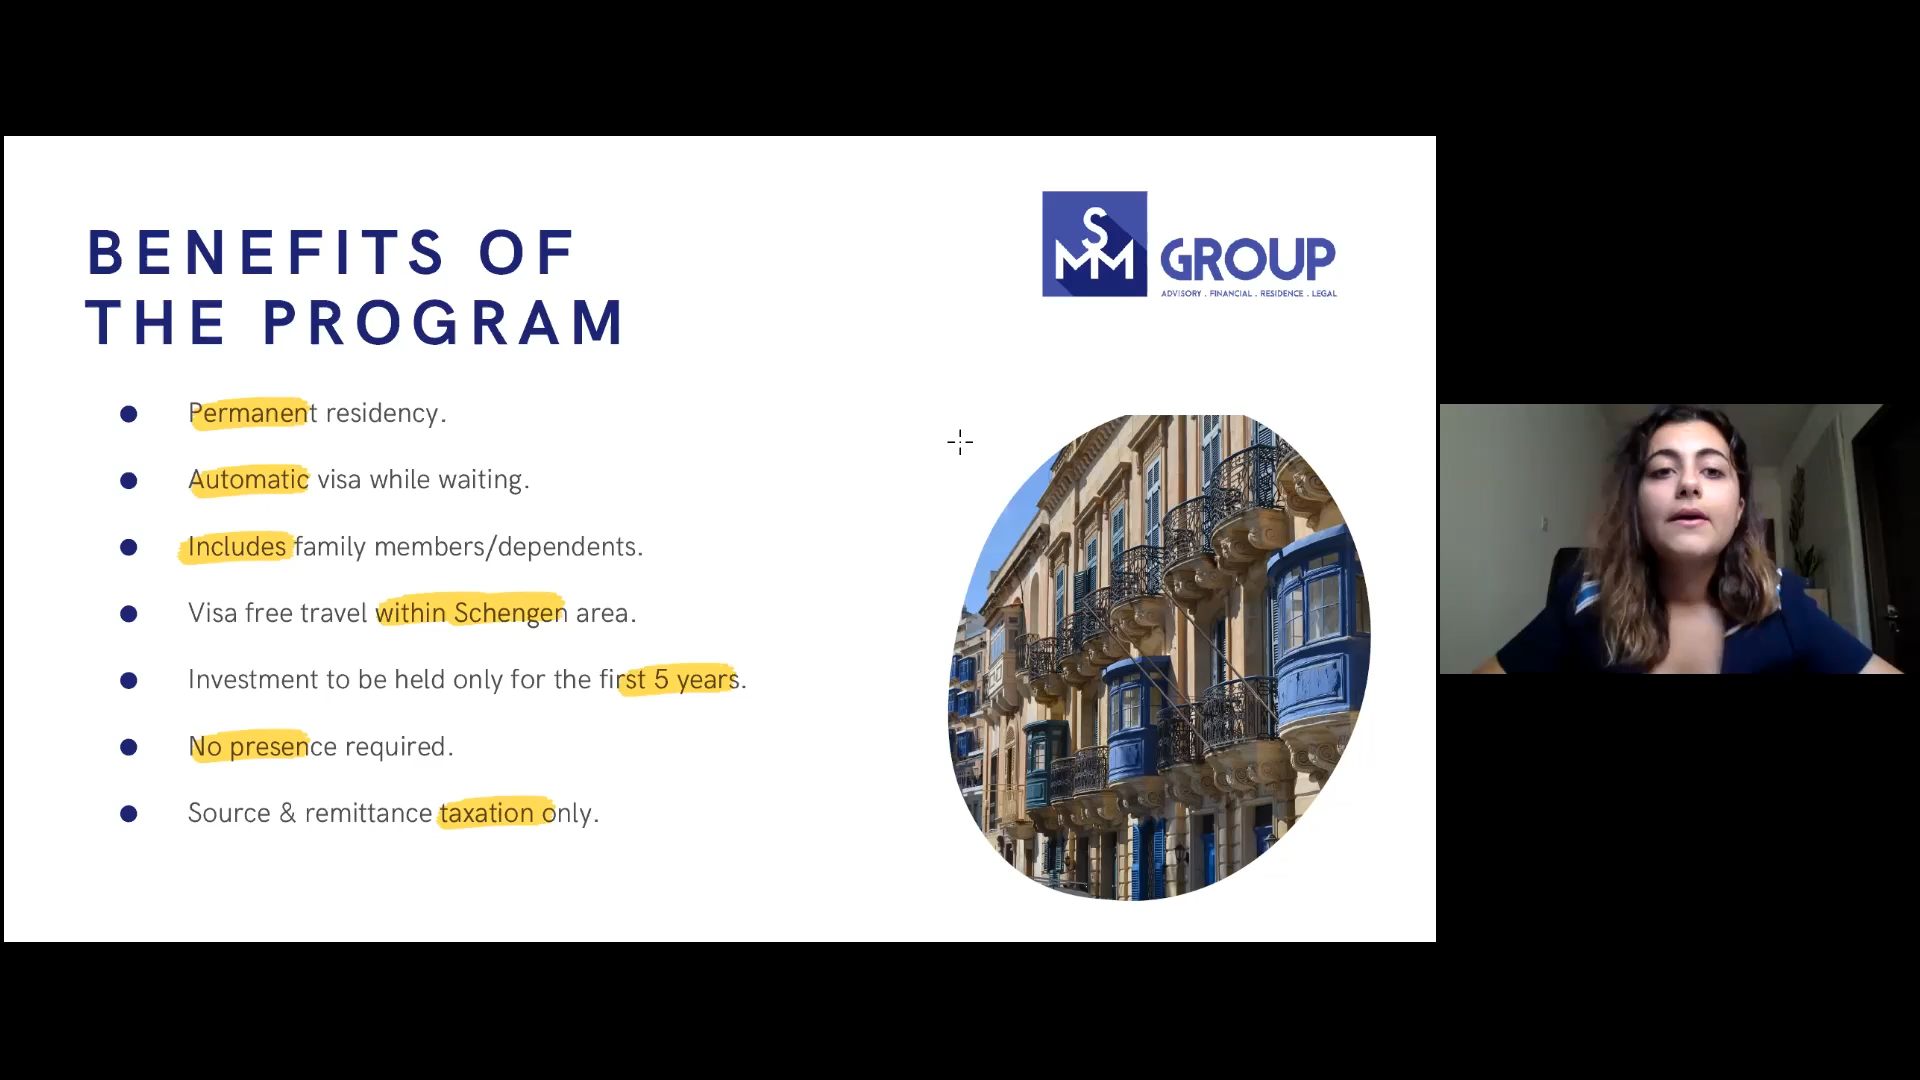 BENEFITS OF
THE PROGRAM
SMM GROUP
ADVISORY . FINANCIAL . RESIDENCE . LEGAL
Permanent residency.
Automatic visa while waiting.
Includes family members/dependents.
Visa free travel within Schengen area.
Investment to be held only for the first 5 years.
No presence required.
Source & remittance taxation only.